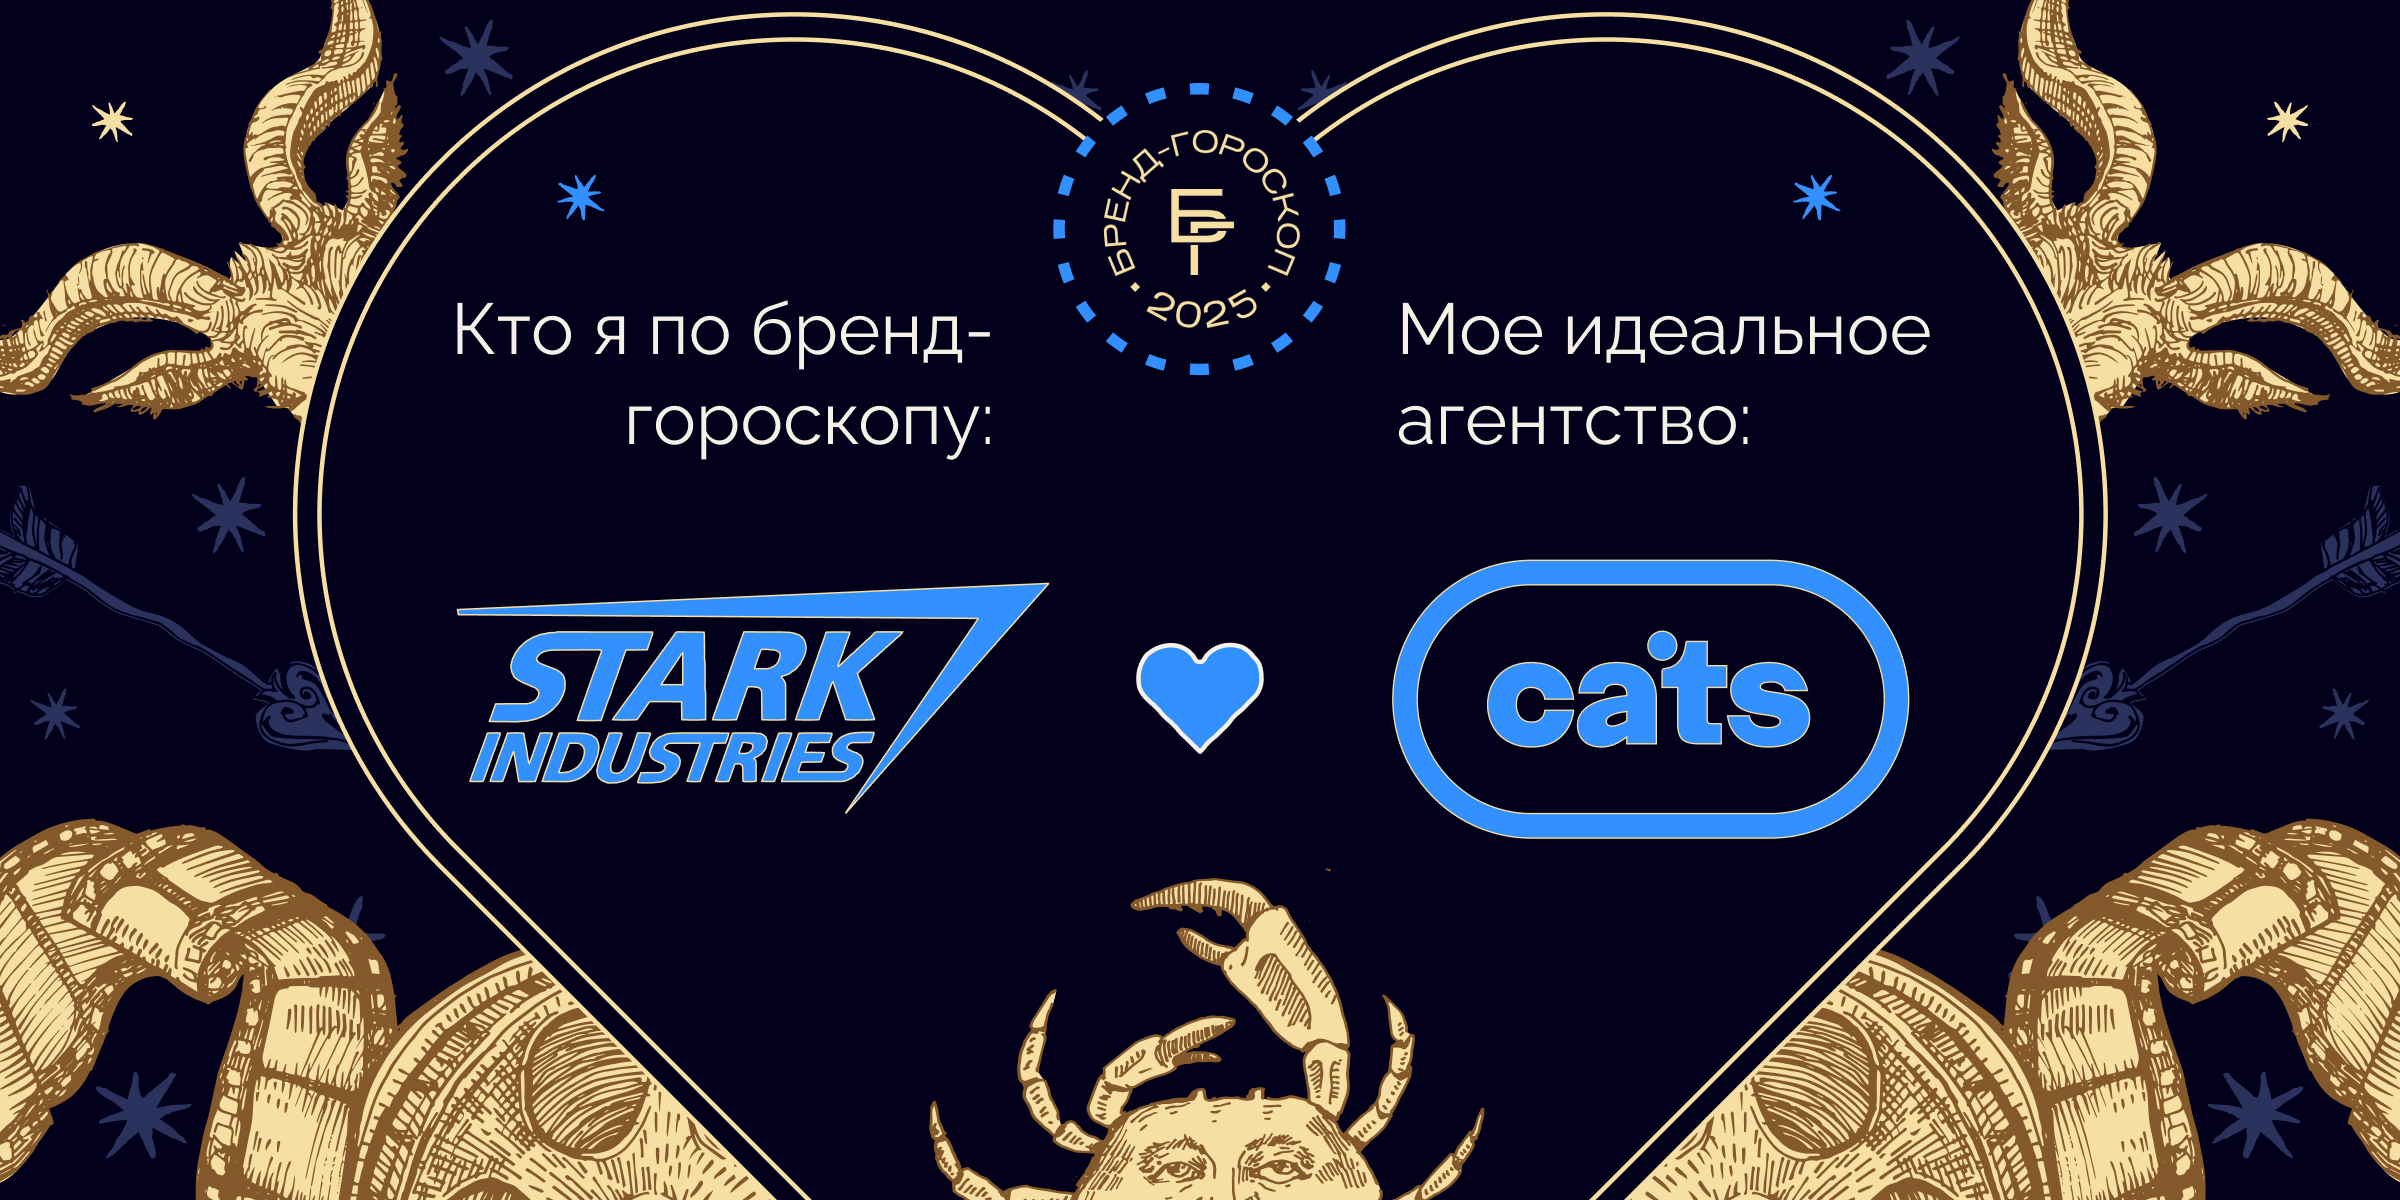 БРЕНД-ГОРОСКОП
БГ
• 2025 •
Кто я по бренд-
гороскопу:
Мое идеальное
агентство:
STARK
INDUSTRIES
cats